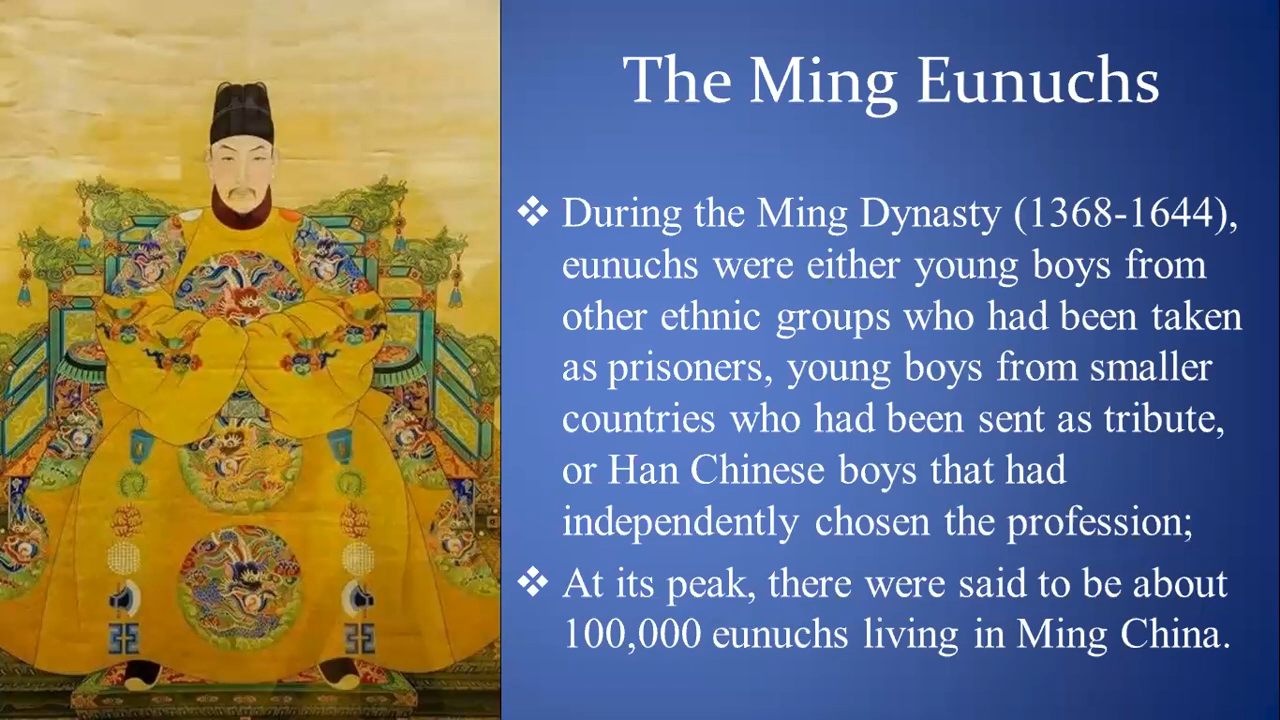 The Ming Eunuchs
❖ During the Ming Dynasty (1368-1644),
eunuchs were either young boys from
other ethnic groups who had been taken
as prisoners, young boys from smaller
countries who had been sent as tribute,
or Han Chinese boys that had
independently chosen the profession;
❖ At its peak, there were said to be about
100,000 eunuchs living in Ming China.